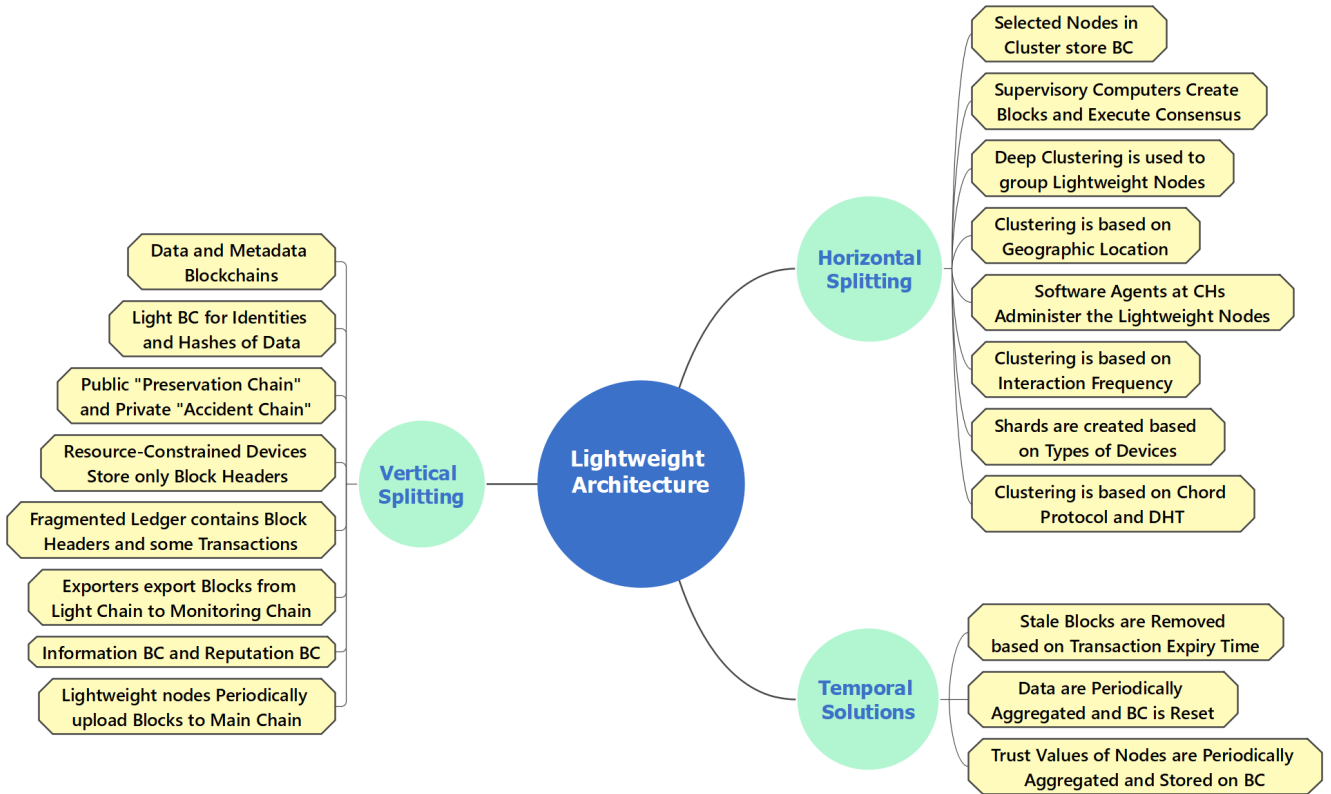 Lightweight
Architecture
Horizontal
Splitting
Selected Nodes in
Cluster store BC
Supervisory Computers Create
Blocks and Execute Consensus
Deep Clustering is used to
group Lightweight Nodes
Clustering is based on
Geographic Location
Software Agents at CHs
Administer the Lightweight Nodes
Clustering is based on
Interaction Frequency
Shards are created based
on Types of Devices
Clustering is based on Chord
Protocol and DHT
Temporal
Solutions
Stale Blocks are Removed
based on Transaction Expiry Time
Data are Periodically
Aggregated and BC is Reset
Trust Values of Nodes are Periodically
Aggregated and Stored on BC
Vertical
Splitting
Data and Metadata
Blockchains
Light BC for Identities
and Hashes of Data
Public "Preservation Chain"
and Private "Accident Chain"
Resource-Constrained Devices
Store only Block Headers
Fragmented Ledger contains Block
Headers and some Transactions
Exporters export Blocks from
Light Chain to Monitoring Chain
Information BC and Reputation BC
Lightweight nodes Periodically
upload Blocks to Main Chain